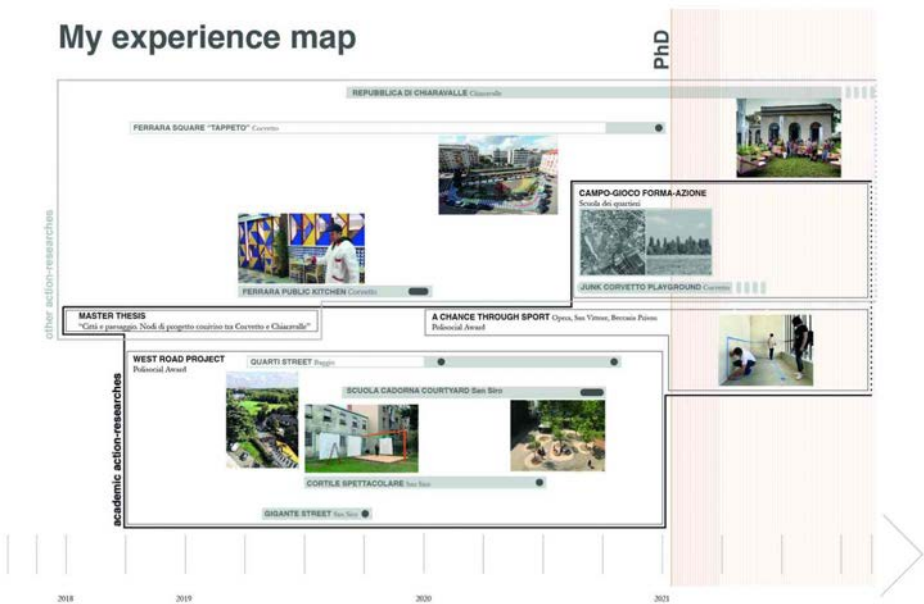 My experience map
PhD
REPUBBLICA DI CHIARAVALLE Chiaravalle
FERRARA SQUARE "TAPPETO" Corvetto
CAMPO-GIOCO FORMA-AZIONE
Scuola dei quartieri
other action-researches
FERRARA PUBLIC KITCHEN Corvetto
JUNK CORVETTO PLAYGROUND Corvetto
MASTER THESIS
"Città e paesaggio. Nodi di progetto tra Corvetto e Chiaravalle"
A CHANCE THROUGH SPORT Opera, San Vittore, Beccaria Prisons
Polisocial Award
WEST ROAD PROJECT
Polisocial Award
QUARTI STREET Baggio
SCUOLA CADORNA COURTYARD San Siro
academic action-researches
CORTILE SPETTACOLARE San Siro
GIGANTE STREET San Siro
2018
2019
2020
2021